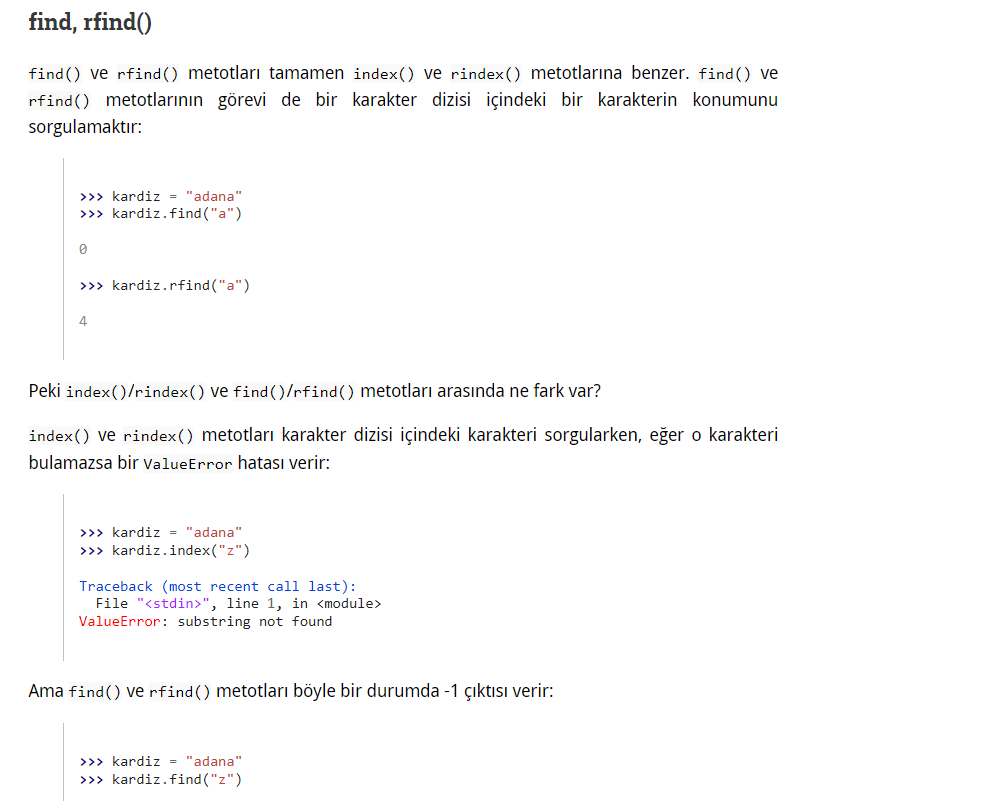 find, rfind()
find() ve rfind() metotları tamamen index() ve rindex() metotlarına benzer. find() ve
rfind() metotlarının görevi de bir karakter dizisi içindeki bir karakterin konumunu
sorgulamaktır:
>>> kardiz = "adana"
>>> kardiz.find("a")
0
>>> kardiz.rfind("a")
4
Peki index()/rindex() ve find()/rfind() metotları arasında ne fark var?
index() ve rindex() metotları karakter dizisi içindeki karakteri sorgularken, eğer o karakteri
bulamazsa bir ValueError hatası verir:
>>> kardiz = "adana"
>>> kardiz.index("z")
Traceback (most recent call last):
  File "<stdin>", line 1, in <module>
ValueError: substring not found
Ama find() ve rfind() metotları böyle bir durumda -1 çıktısı verir:
>>> kardiz = "adana"
>>> kardiz.find("z")